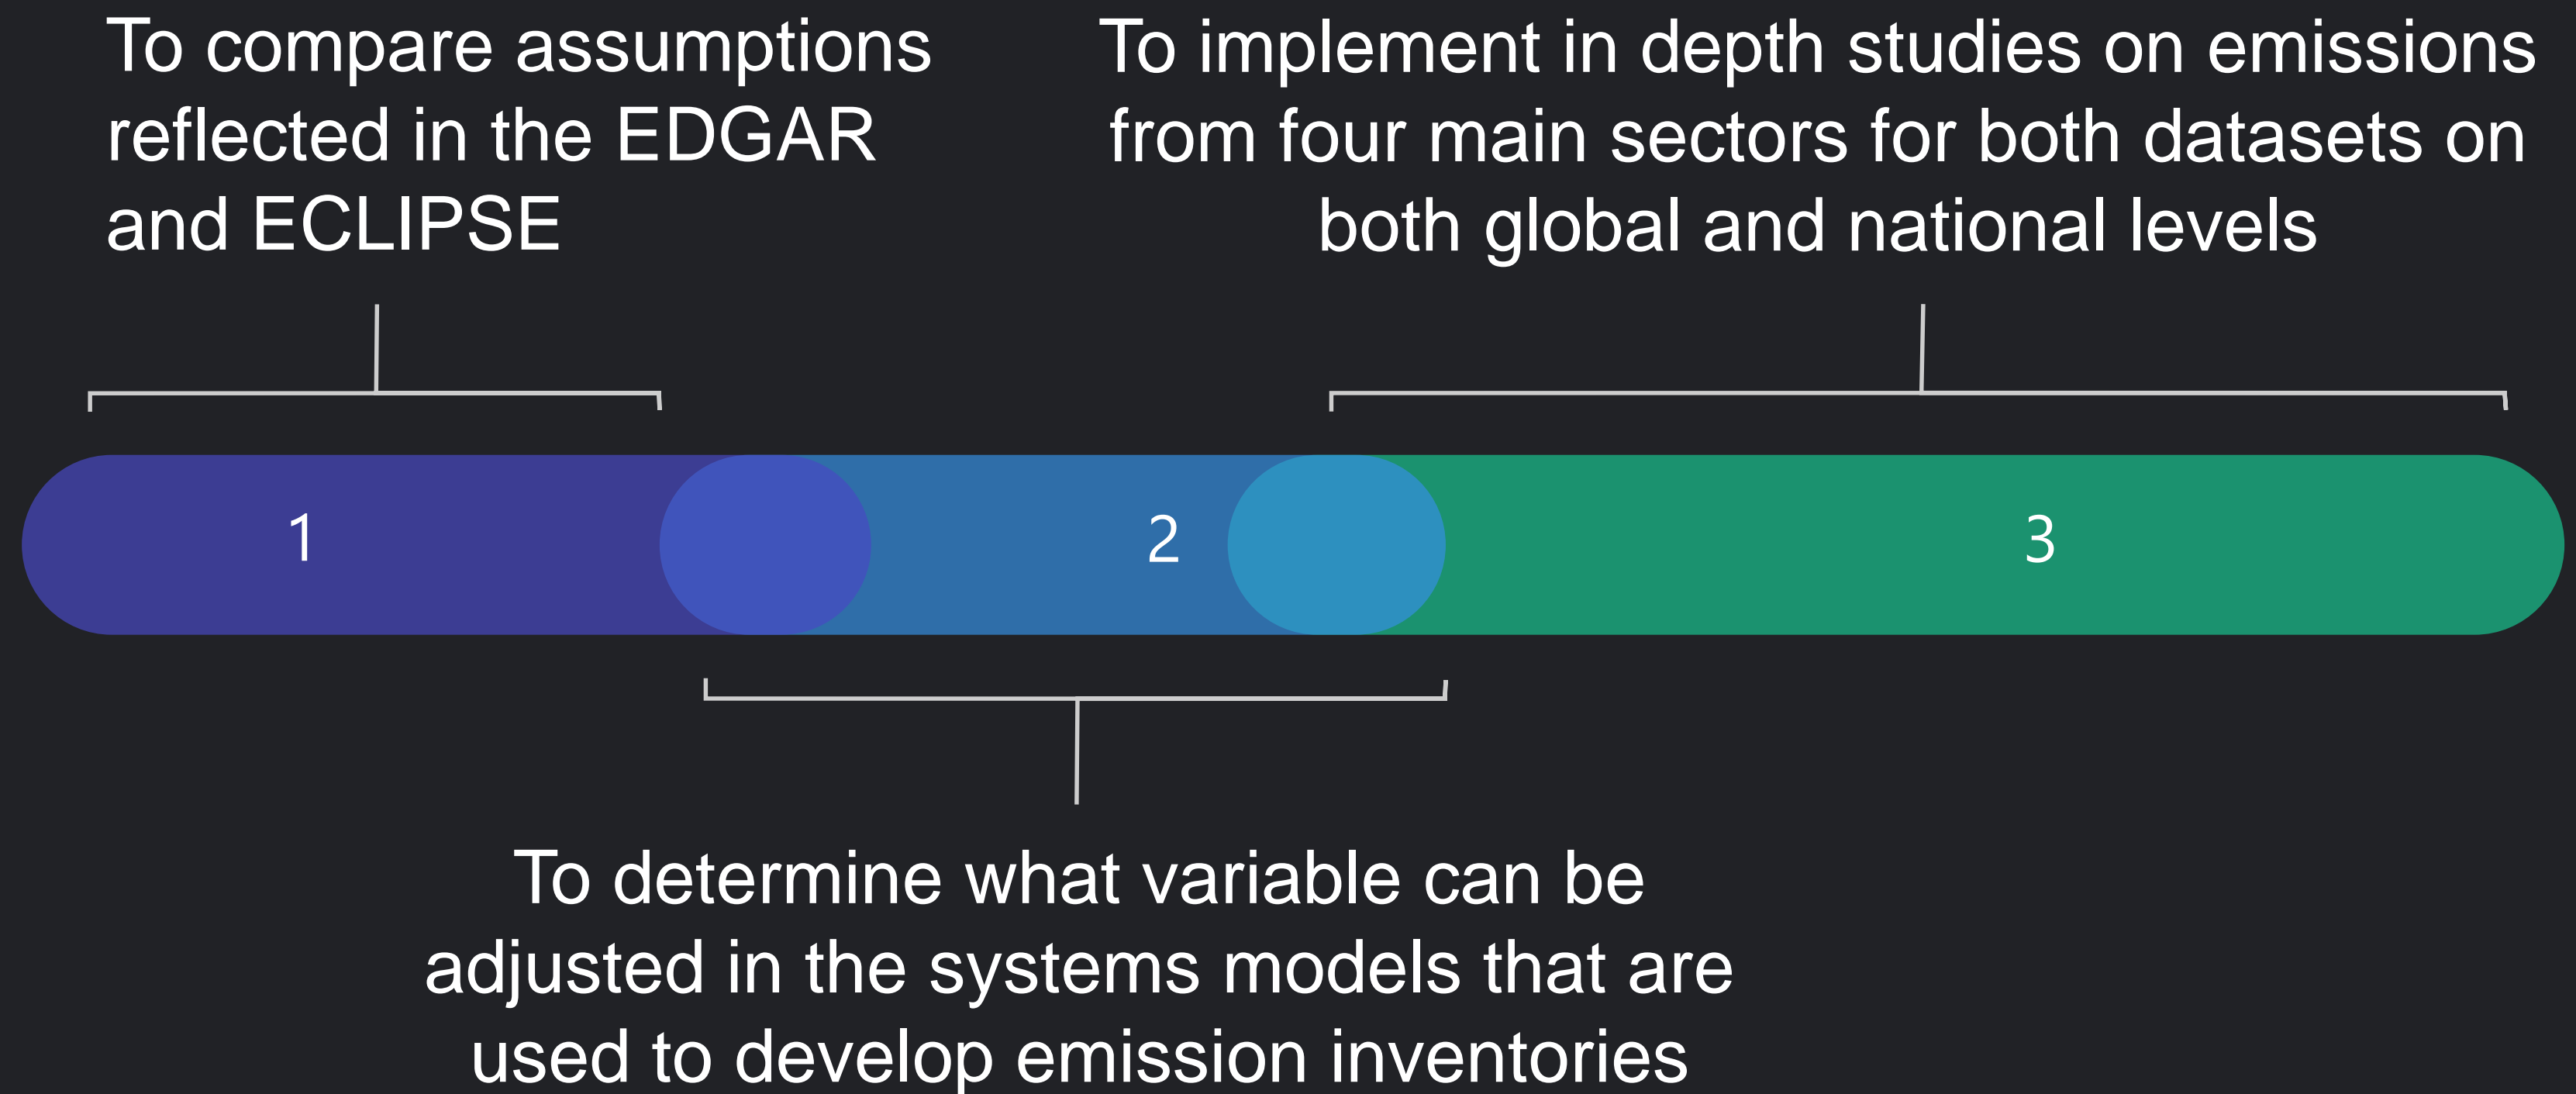 To compare assumptions
reflected in the EDGAR
and ECLIPSE
To implement in depth studies on emissions
from four main sectors for both datasets on
both global and national levels
1
2
3
To determine what variable can be
adjusted in the systems models that are
used to develop emission inventories